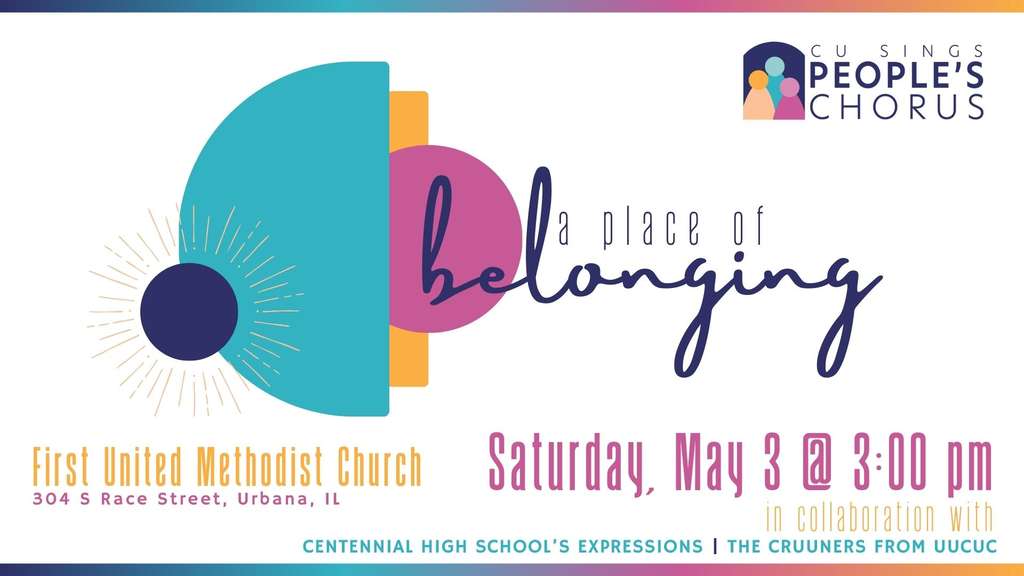 CU SINGS
PEOPLE'S
CHORUS
a place of
belonging
First United Methodist Church
304 S Race Street, Urbana, IL
Saturday, May 3 @ 3:00 pm
in collaboration with
CENTENNIAL HIGH SCHOOL'S EXPRESSIONS | THE CRUUNERS FROM UUCUC